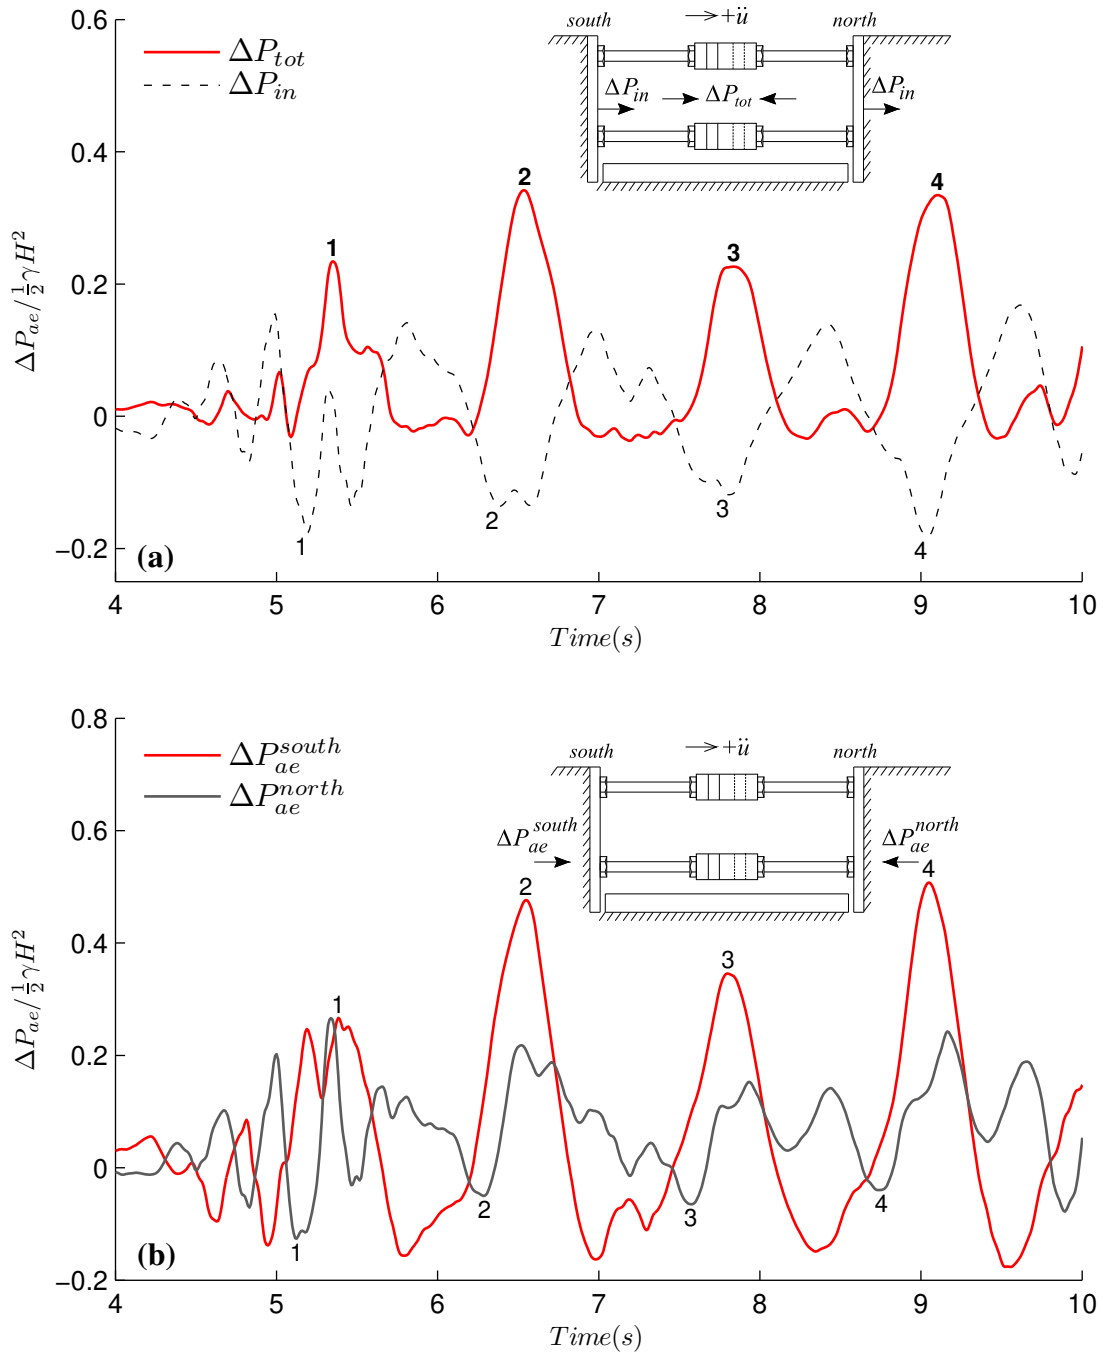 0.6
south
+ü
north
ΔP_tot
ΔP_in
ΔP_in
ΔP_tot
ΔP_in
0.4
2
4
1
3
0.2
ΔP_ae/½γH²
0
2
3
1
4
−0.2
(a)
4 5 6 7 8 9 10
Time(s)
0.8
south
+ü
north
ΔP_ae^south
ΔP_ae^north
0.6
ΔP_ae^south
ΔP_ae^north
2
4
0.4
3
1
ΔP_ae/½γH²
0.2
0
2
3
4
1
(b)
−0.2
4 5 6 7 8 9 10
Time(s)